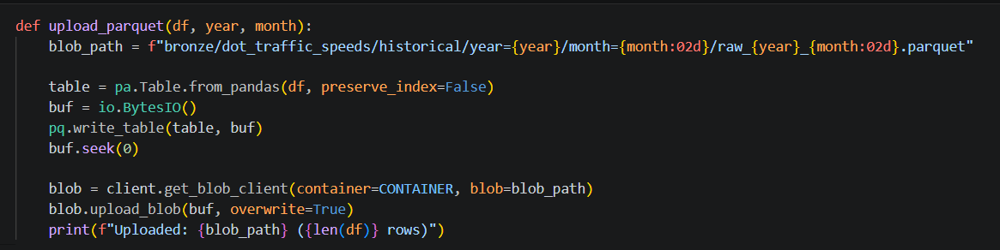 def upload_parquet(df, year, month):
    blob_path = f"bronze/dot_traffic_speeds/historical/year={year}/month={month:02d}/raw_{year}_{month:02d}.parquet"
    table = pa.Table.from_pandas(df, preserve_index=False)
    buf = io.BytesIO()
    pq.write_table(table, buf)
    buf.seek(0)
    blob = client.get_blob_client(container=CONTAINER, blob=blob_path)
    blob.upload_blob(buf, overwrite=True)
    print(f"Uploaded: {blob_path} ({len(df)} rows)")